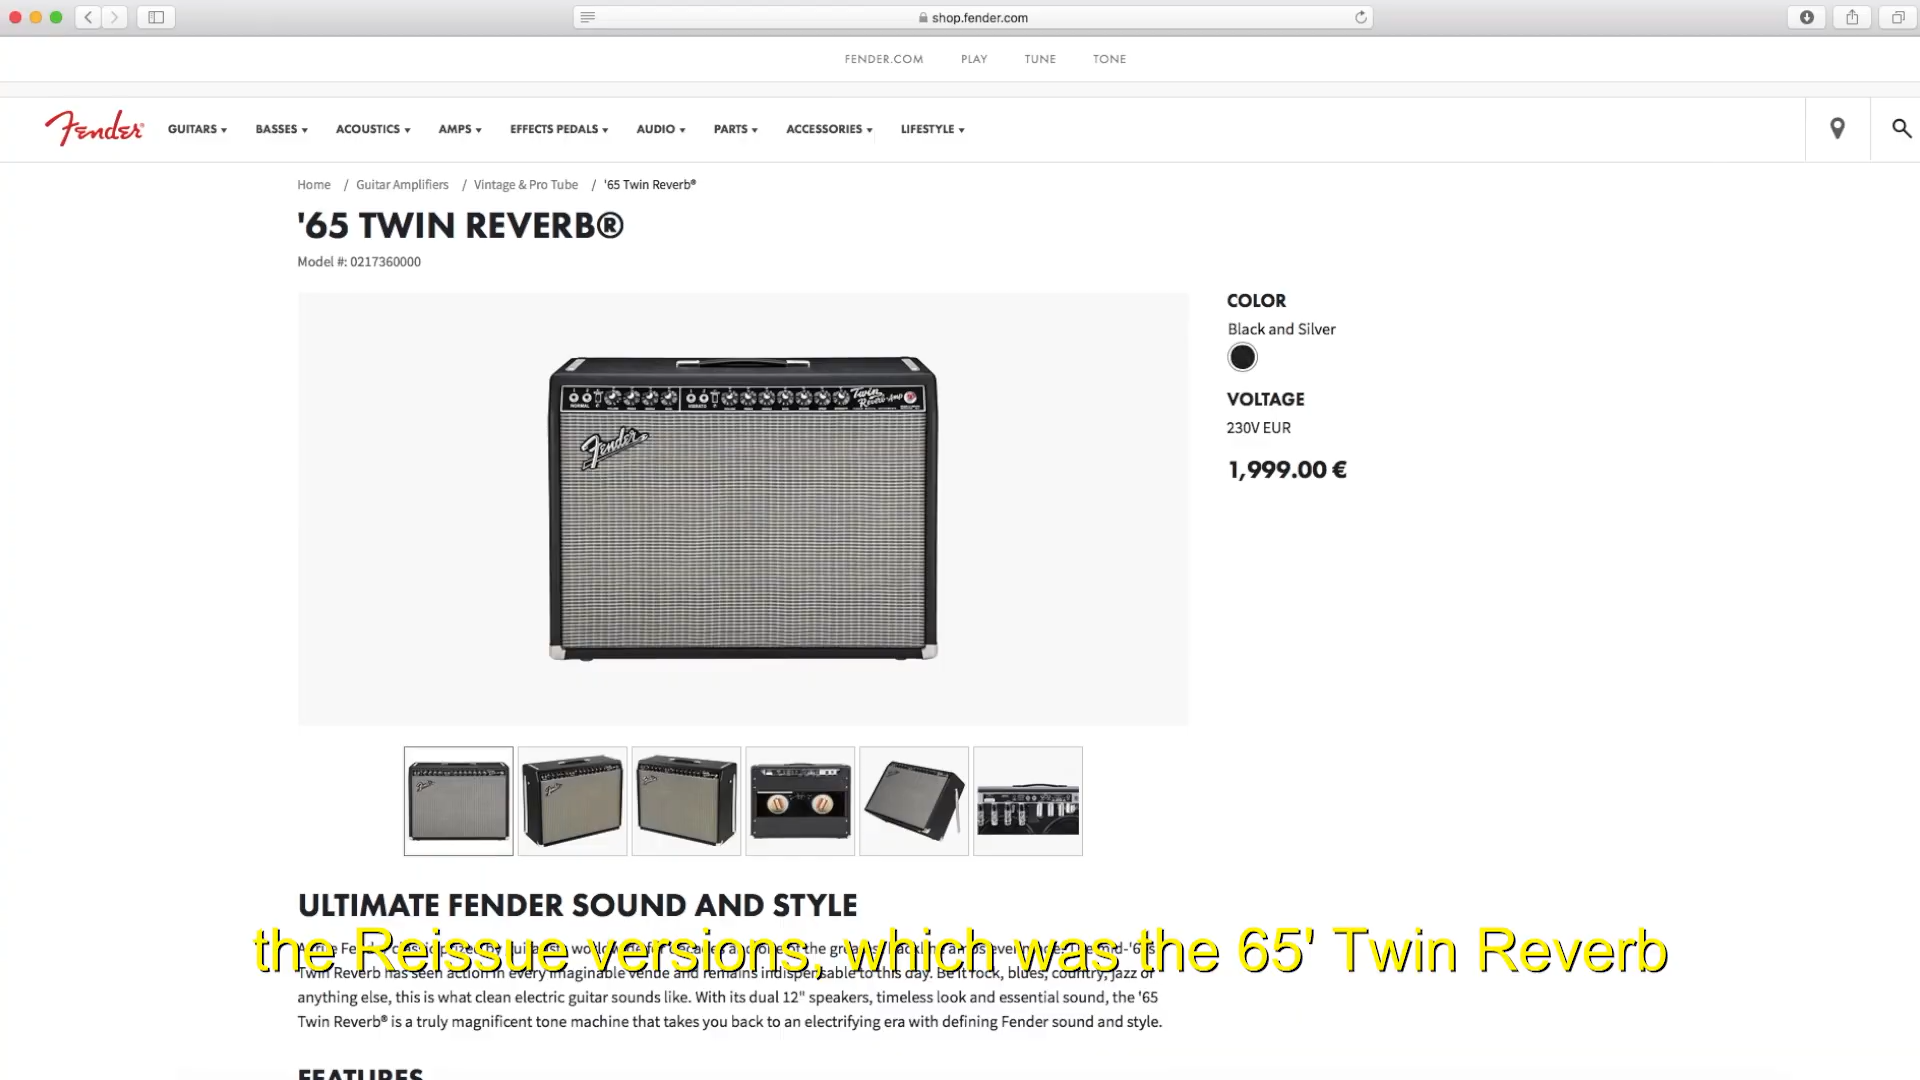 shop.fender.com
FENDER.COM PLAY TUNE TONE
Fender GUITARS BASSES ACOUSTICS AMPS EFFECTS PEDALS AUDIO PARTS ACCESSORIES LIFESTYLE
Home / Guitar Amplifiers / Vintage & Pro Tube / '65 Twin Reverb®
'65 TWIN REVERB®
Model #: 0217360000
COLOR
Black and Silver
VOLTAGE
230V EUR
1,999.00 €
Twin
Reverb-Amp
NORMAL VIBRATO
Fender
ULTIMATE FENDER SOUND AND STYLE
the Reissue versions, which was the 65' Twin Reverb
Twin Reverb has seen action in every imaginable venue and remains indispensable to this day. Be it rock, blues, country, jazz or
anything else, this is what clean electric guitar sounds like. With its dual 12" speakers, timeless look and essential sound, the '65
Twin Reverb® is a truly magnificent tone machine that takes you back to an electrifying era with defining Fender sound and style.
FEATURES